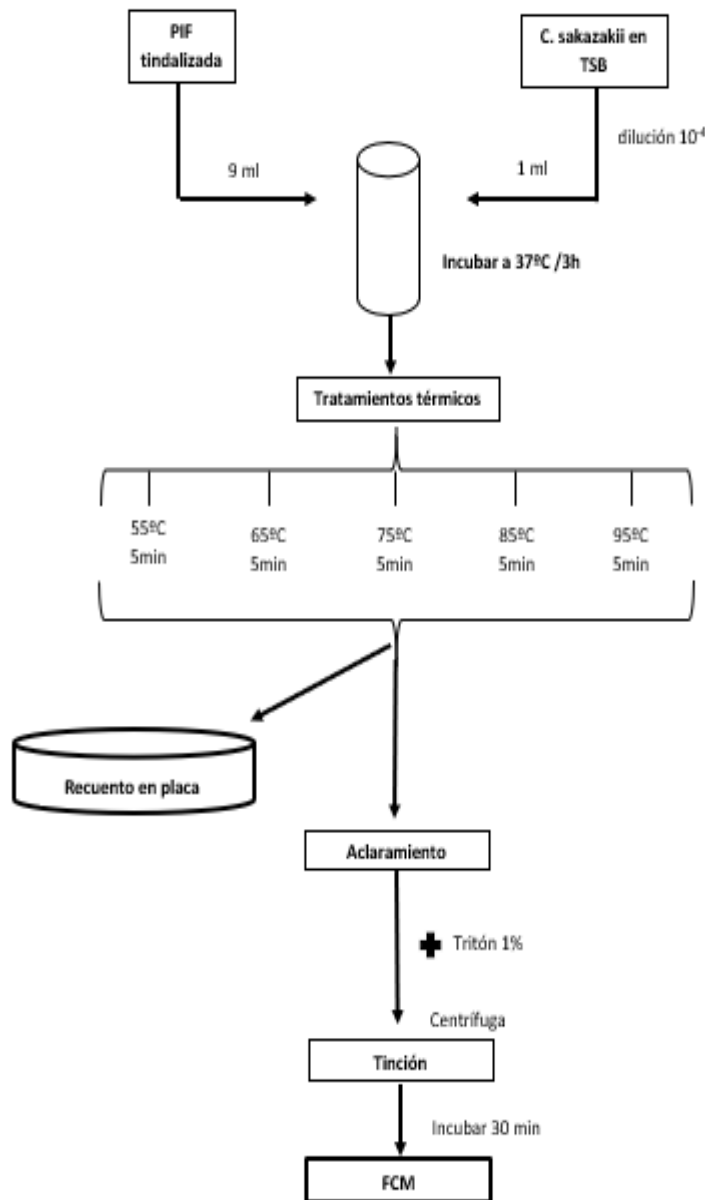 PIF
tindalizada
C. sakazakii en
TSB
dilución 10⁻⁴
9 ml
1 ml
Incubar a 37ºC /3h
Tratamientos térmicos
55ºC
5min
65ºC
5min
75ºC
5min
85ºC
5min
95ºC
5min
Recuento en placa
Aclaramiento
Tritón 1%
Centrífuga
Tinción
Incubar 30 min
FCM